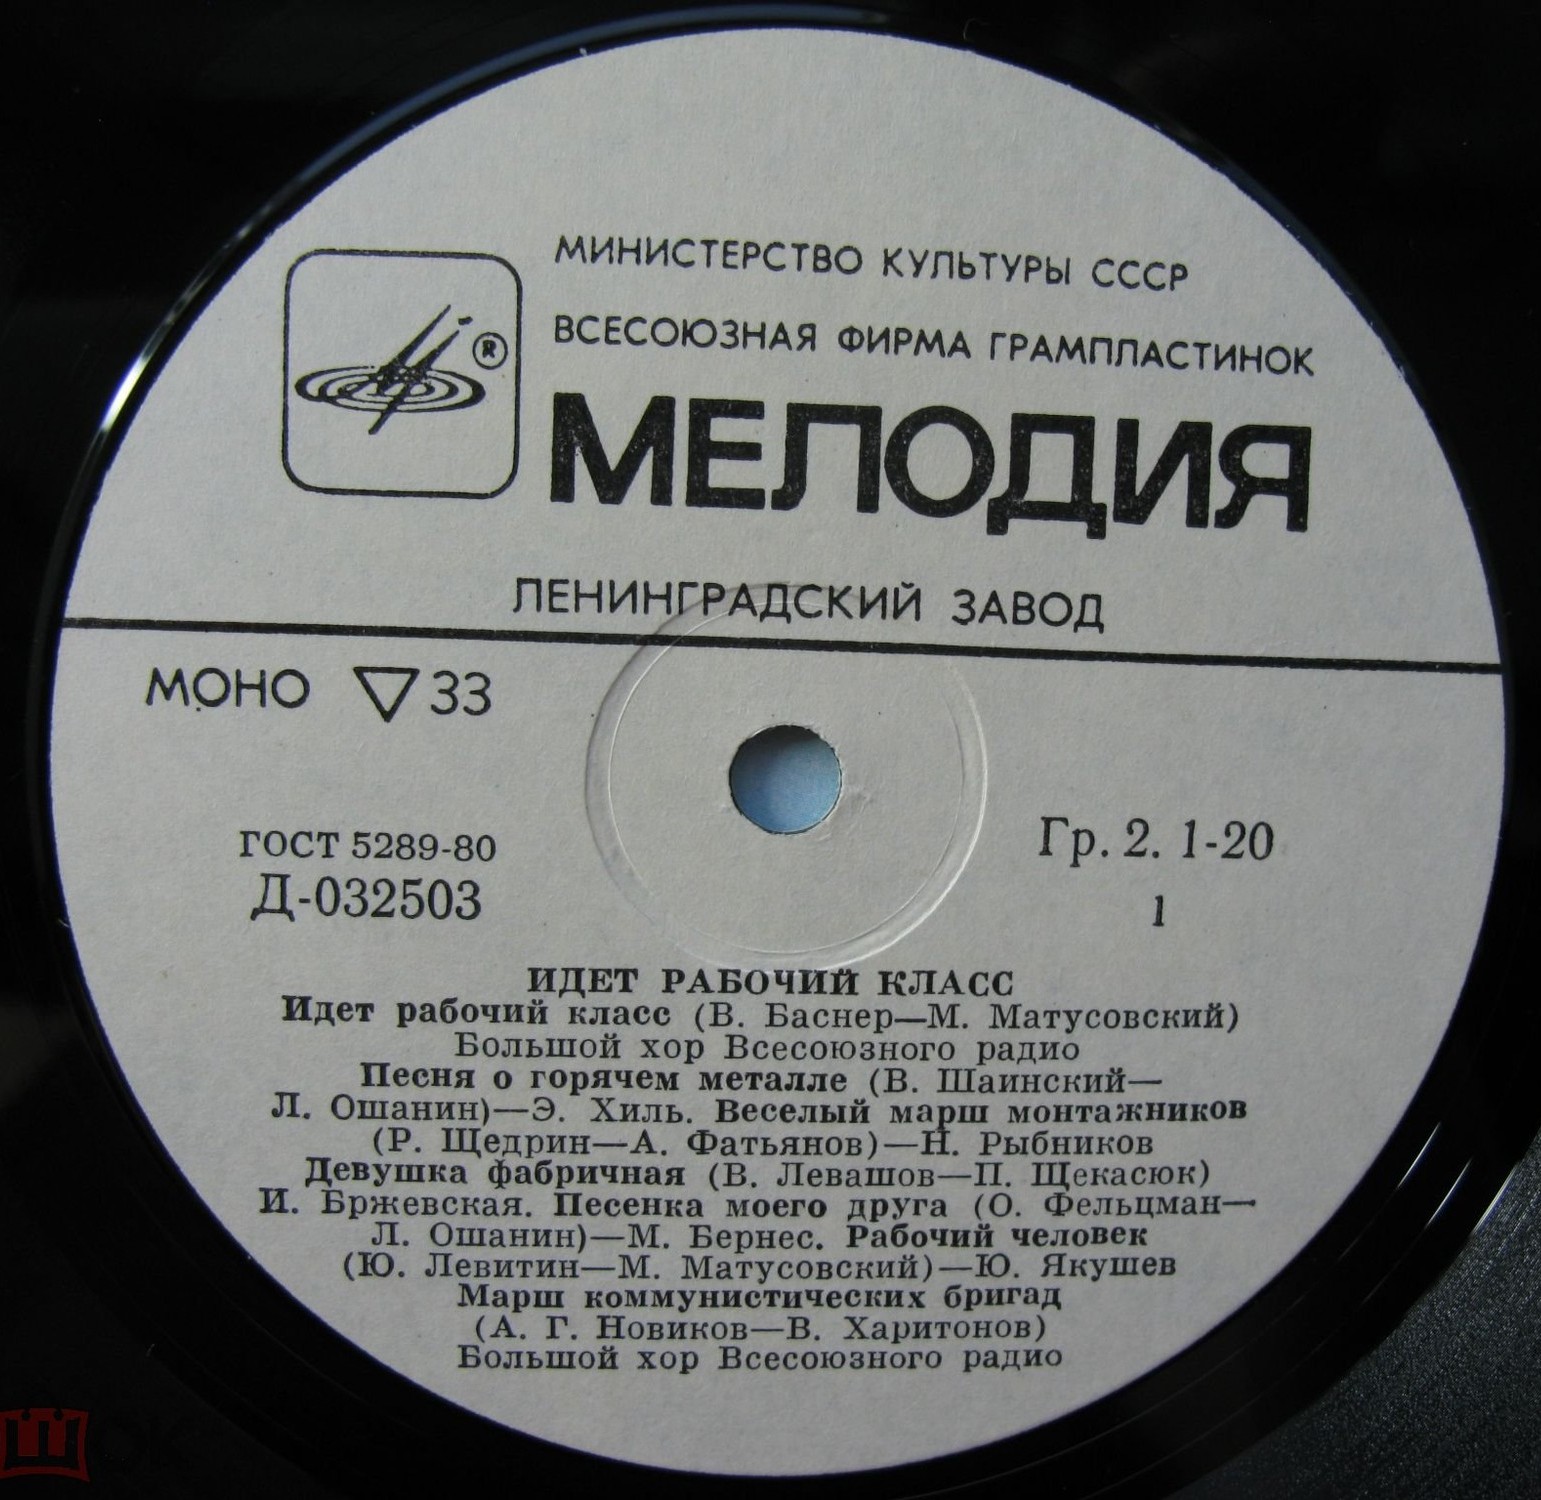 МИНИСТЕРСТВО КУЛЬТУРЫ СССР
ВСЕСОЮЗНАЯ ФИРМА ГРАМПЛАСТИНОК
®
МЕЛОДИЯ
ЛЕНИНГРАДСКИЙ ЗАВОД
МОНО ▽ 33
ГОСТ 5289-80
Д-032503
Гр. 2. 1-20
1
ИДЕТ РАБОЧИЙ КЛАСС
Идет рабочий класс (В. Баснер—М. Матусовский)
Большой хор Всесоюзного радио
Песня о горячем металле (В. Шаинский—
Л. Ошанин)—Э. Хиль. Веселый марш монтажников
(Р. Щедрин—А. Фатьянов)—Н. Рыбников
Девушка фабричная (В. Левашов—П. Щекасюк)
И. Бржевская. Песенка моего друга (О. Фельцман—
Л. Ошанин)—М. Бернес. Рабочий человек
(Ю. Левитин—М. Матусовский)—Ю. Якушев
Марш коммунистических бригад
(А. Г. Новиков—В. Харитонов)
Большой хор Всесоюзного радио